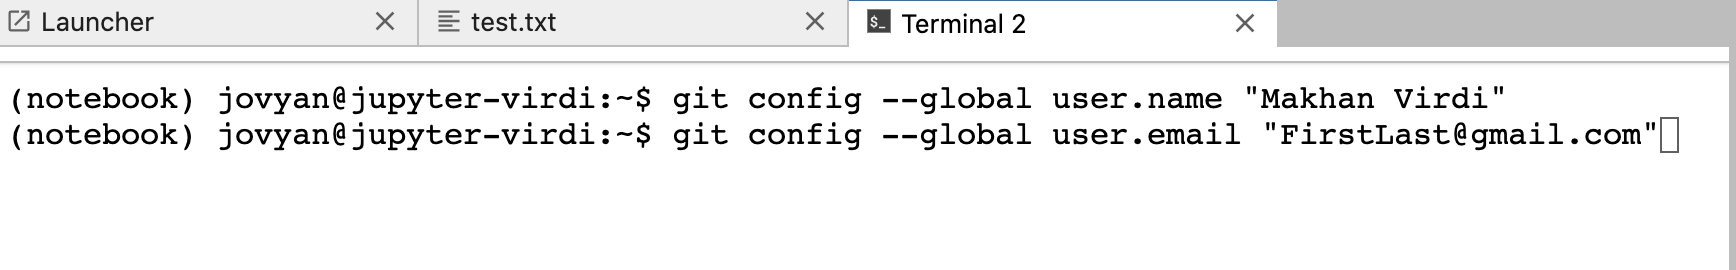 Launcher test.txt $_ Terminal 2
(notebook) jovyan@jupyter-virdi:~$ git config --global user.name "Makhan Virdi"
(notebook) jovyan@jupyter-virdi:~$ git config --global user.email "FirstLast@gmail.com"